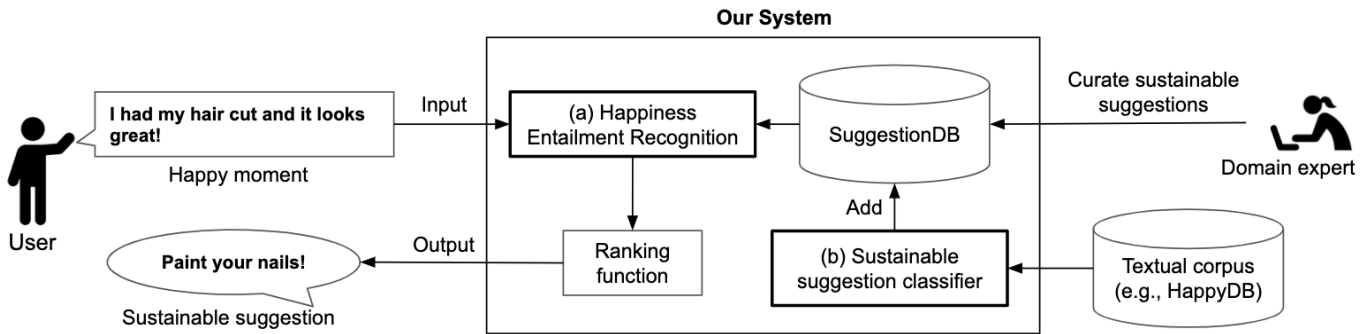 Our System
I had my hair cut and it looks
great!
Happy moment
User
Input
(a) Happiness
Entailment Recognition
SuggestionDB
Curate sustainable
suggestions
Domain expert
Add
Output
Ranking
function
(b) Sustainable
suggestion classifier
Textual corpus
(e.g., HappyDB)
Paint your nails!
Sustainable suggestion